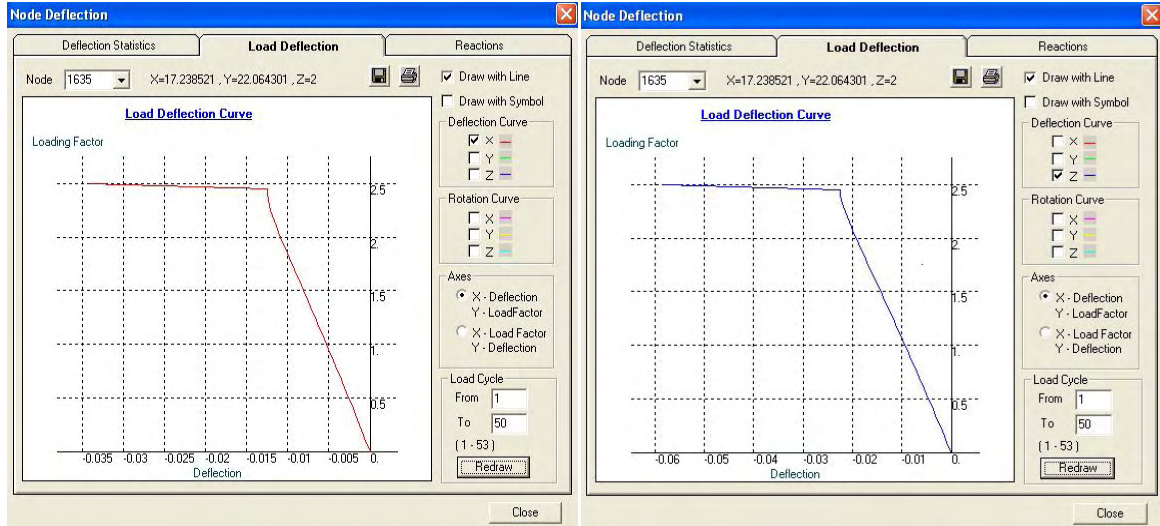 Node Deflection
Deflection Statistics
Load Deflection
Reactions
Node 1635 X=17.238521 , Y=22.064301 , Z=2
Draw with Line
Draw with Symbol
Load Deflection Curve
Loading Factor
Deflection Curve
X
Y
Z
Rotation Curve
X
Y
Z
Axes
X - Deflection
Y - LoadFactor
X - Load Factor
Y - Deflection
Load Cycle
From 1
To 50
( 1 - 53 )
Redraw
2.5
2.
1.5
1.
0.5
-0.035 -0.03 -0.025 -0.02 -0.015 -0.01 -0.005 0.
Deflection
Close
Node Deflection
Deflection Statistics
Load Deflection
Reactions
Node 1635 X=17.238521 , Y=22.064301 , Z=2
Draw with Line
Draw with Symbol
Load Deflection Curve
Loading Factor
Deflection Curve
X
Y
Z
Rotation Curve
X
Y
Z
Axes
X - Deflection
Y - LoadFactor
X - Load Factor
Y - Deflection
Load Cycle
From 1
To 50
( 1 - 53 )
Redraw
2.5
2.
1.5
1.
0.5
-0.06 -0.05 -0.04 -0.03 -0.02 -0.01 0.
Deflection
Close